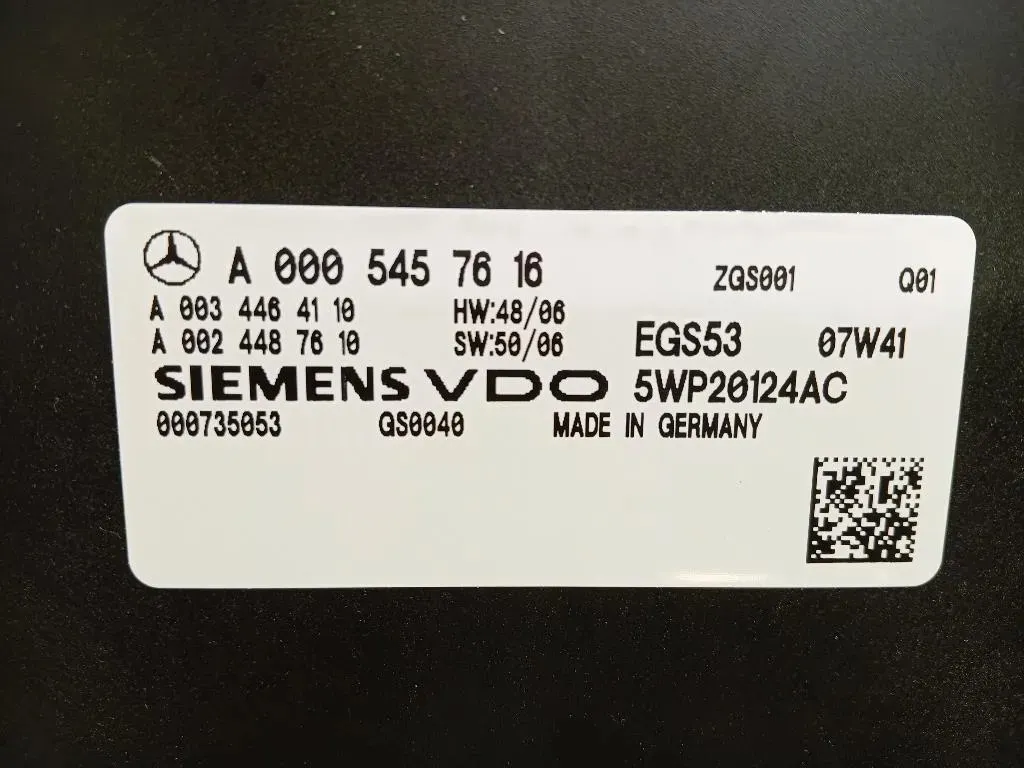 A 000 545 76 16 ZGS001 Q01
A 003 446 41 10 HW:48/06
A 002 448 76 10 SW:50/06 EGS53 07W41
SIEMENS VDO 5WP20124AC
000735053 GS0040 MADE IN GERMANY